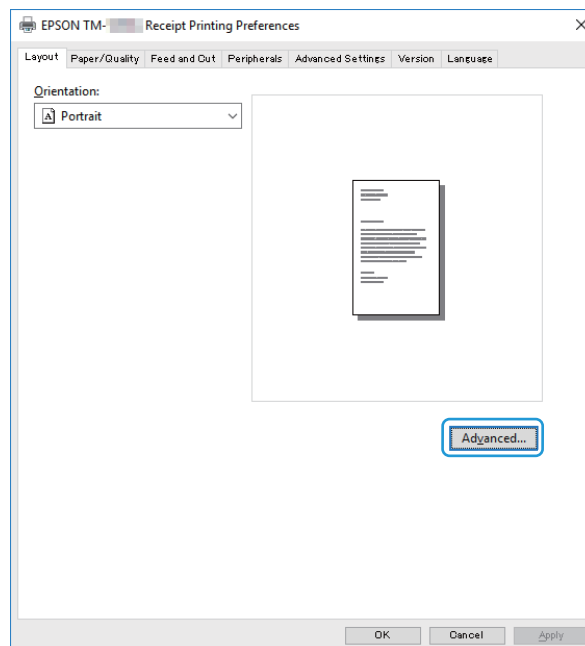 EPSON TM- Receipt Printing Preferences
Layout Paper/Quality Feed and Cut Peripherals Advanced Settings Version Language
Orientation:
A Portrait
Advanced...
OK Cancel Apply